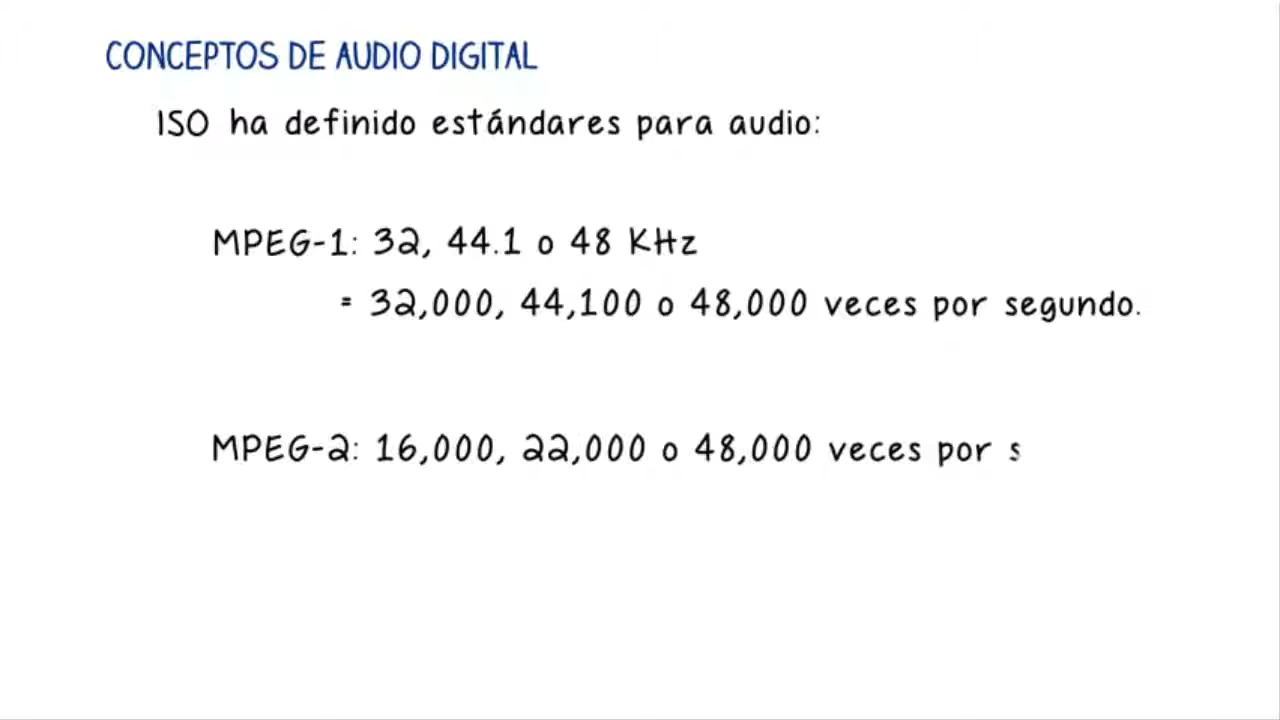 CONCEPTOS DE AUDIO DIGITAL
ISO ha definido estándares para audio:
MPEG-1: 32, 44.1 o 48 KHz
= 32,000, 44,100 o 48,000 veces por segundo.
MPEG-2: 16,000, 22,000 o 48,000 veces por s